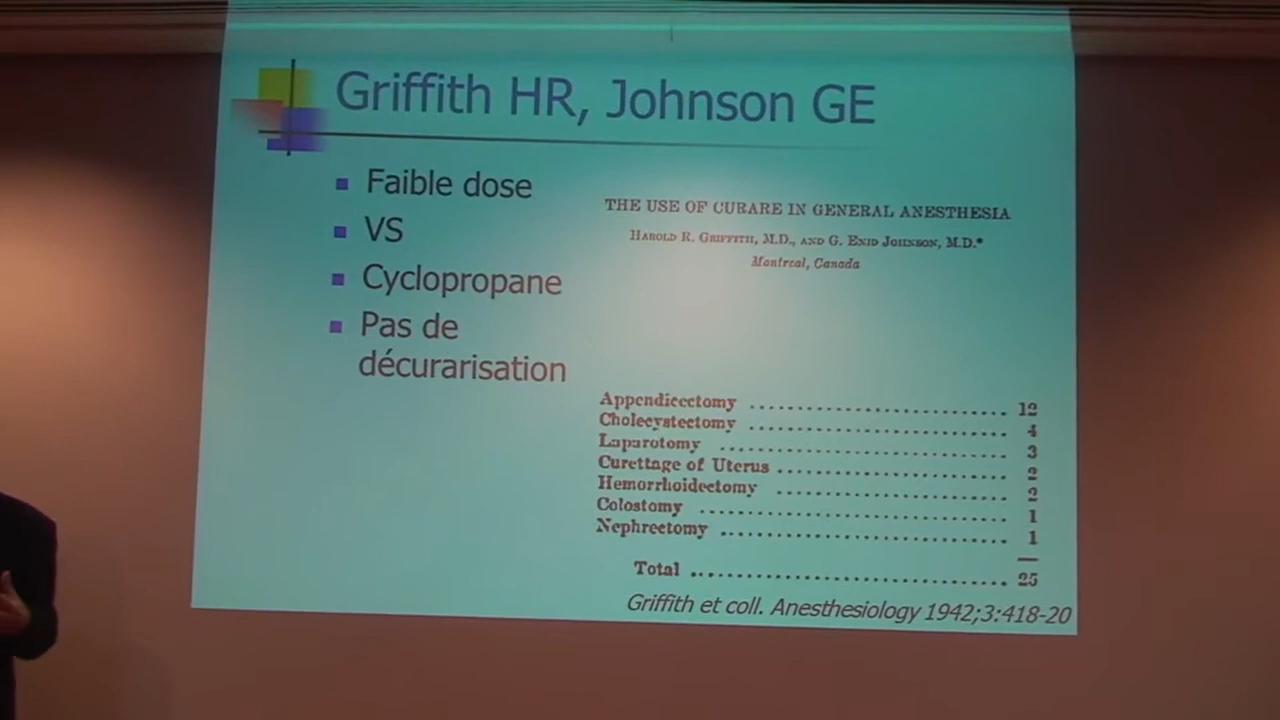 Griffith HR, Johnson GE
Faible dose
VS
Cyclopropane
Pas de
décurarisation
THE USE OF CURARE IN GENERAL ANESTHESIA
Harold R. Griffith, M.D., and G. Enid Johnson, M.D.*
Montreal, Canada
Appendicectomy .................................. 12
Cholecystectomy .................................. 4
Laparotomy .................................. 3
Curettage of Uterus .................................. 2
Hemorrhoidectomy .................................. 2
Colostomy .................................. 1
Nephrectomy .................................. 1
Total .................................. 25
Griffith et coll. Anesthesiology 1942;3:418-20